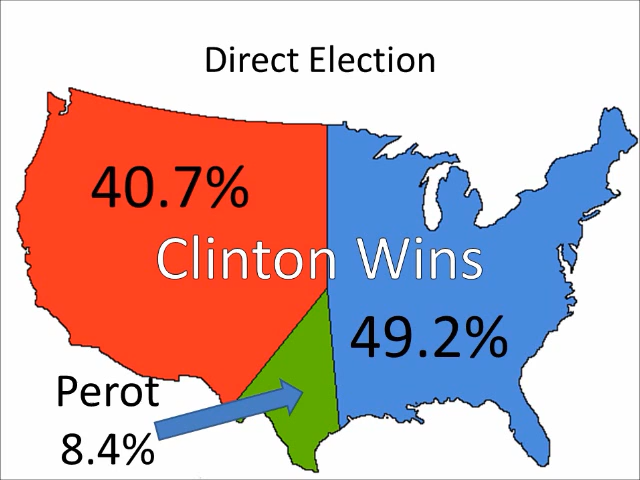 Direct Election
40.7%
Clinton Wins
49.2%
Perot
8.4%